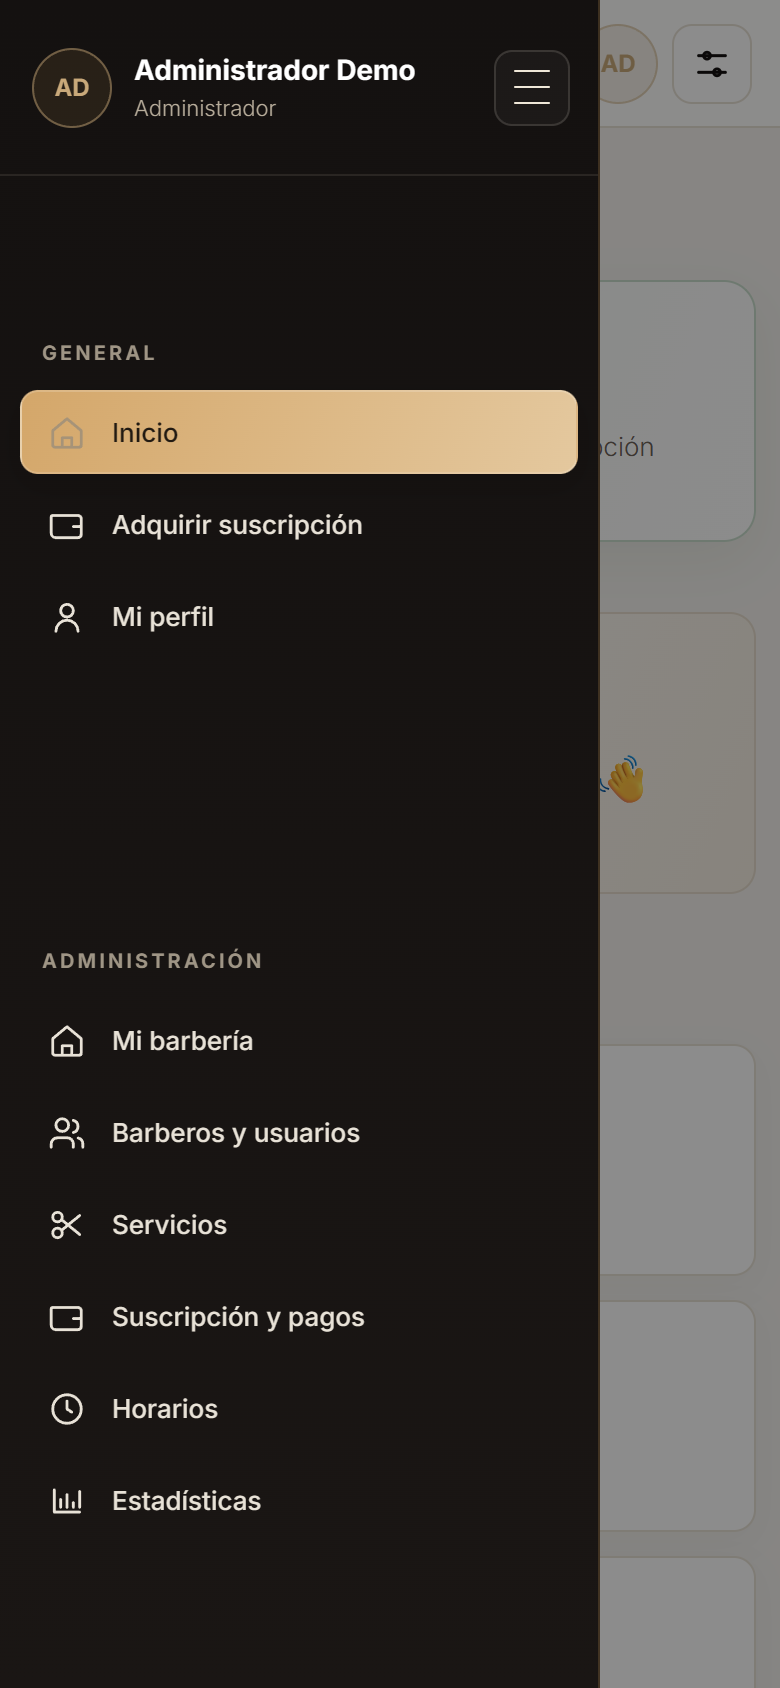 AD
Administrador Demo
Administrador
AD
GENERAL
Inicio
Adquirir suscripción
Mi perfil
ADMINISTRACIÓN
Mi barbería
Barberos y usuarios
Servicios
Suscripción y pagos
Horarios
Estadísticas